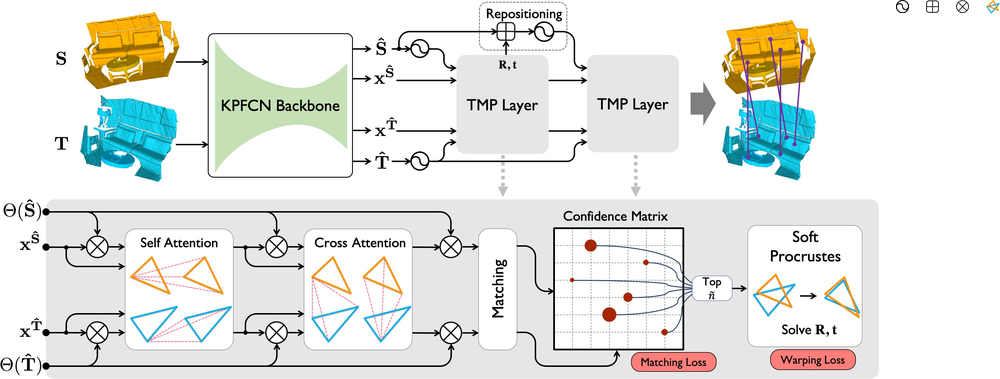 Repositioning
S
Ŝ
R, t
x^Ŝ
KPFCN Backbone
TMP Layer
TMP Layer
x^T̂
T
T̂
Θ(Ŝ)
Confidence Matrix
x^Ŝ
Self Attention
Cross Attention
Soft
Procrustes
Matching
Top
ñ
x^T̂
Solve R, t
Θ(T̂)
Matching Loss
Warping Loss